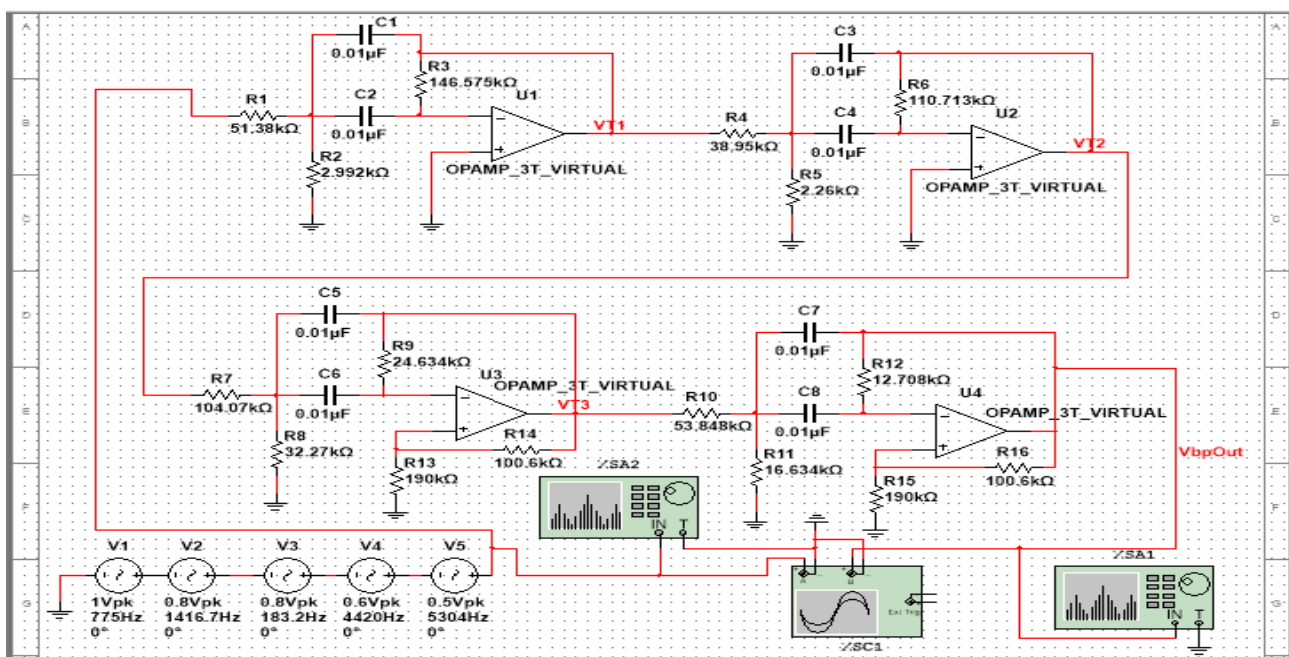 A
A
C1
0.01µF
R3
146.575kΩ
C2
0.01µF
R1
51.38kΩ
R2
2.992kΩ
U1
VT1
OPAMP_3T_VIRTUAL
C3
0.01µF
R6
110.713kΩ
C4
0.01µF
R4
38.95kΩ
R5
2.26kΩ
U2
VT2
OPAMP_3T_VIRTUAL
B
B
C
C
D
D
C5
0.01µF
R9
24.634kΩ
C6
0.01µF
R7
104.07kΩ
R8
32.27kΩ
U3
OPAMP_3T_VIRTUAL
VT3
R14
100.6kΩ
R13
190kΩ
C7
0.01µF
R12
12.708kΩ
C8
0.01µF
R10
53.848kΩ
R11
16.634kΩ
U4
OPAMP_3T_VIRTUAL
R16
100.6kΩ
R15
190kΩ
VbpOut
E
E
F
F
XSA2
IN T
XSA1
IN T
XSC1
A B
Ext Trig
V1
1Vpk
775Hz
0°
V2
0.8Vpk
1416.7Hz
0°
V3
0.8Vpk
183.2Hz
0°
V4
0.6Vpk
4420Hz
0°
V5
0.5Vpk
5304Hz
0°
G
G